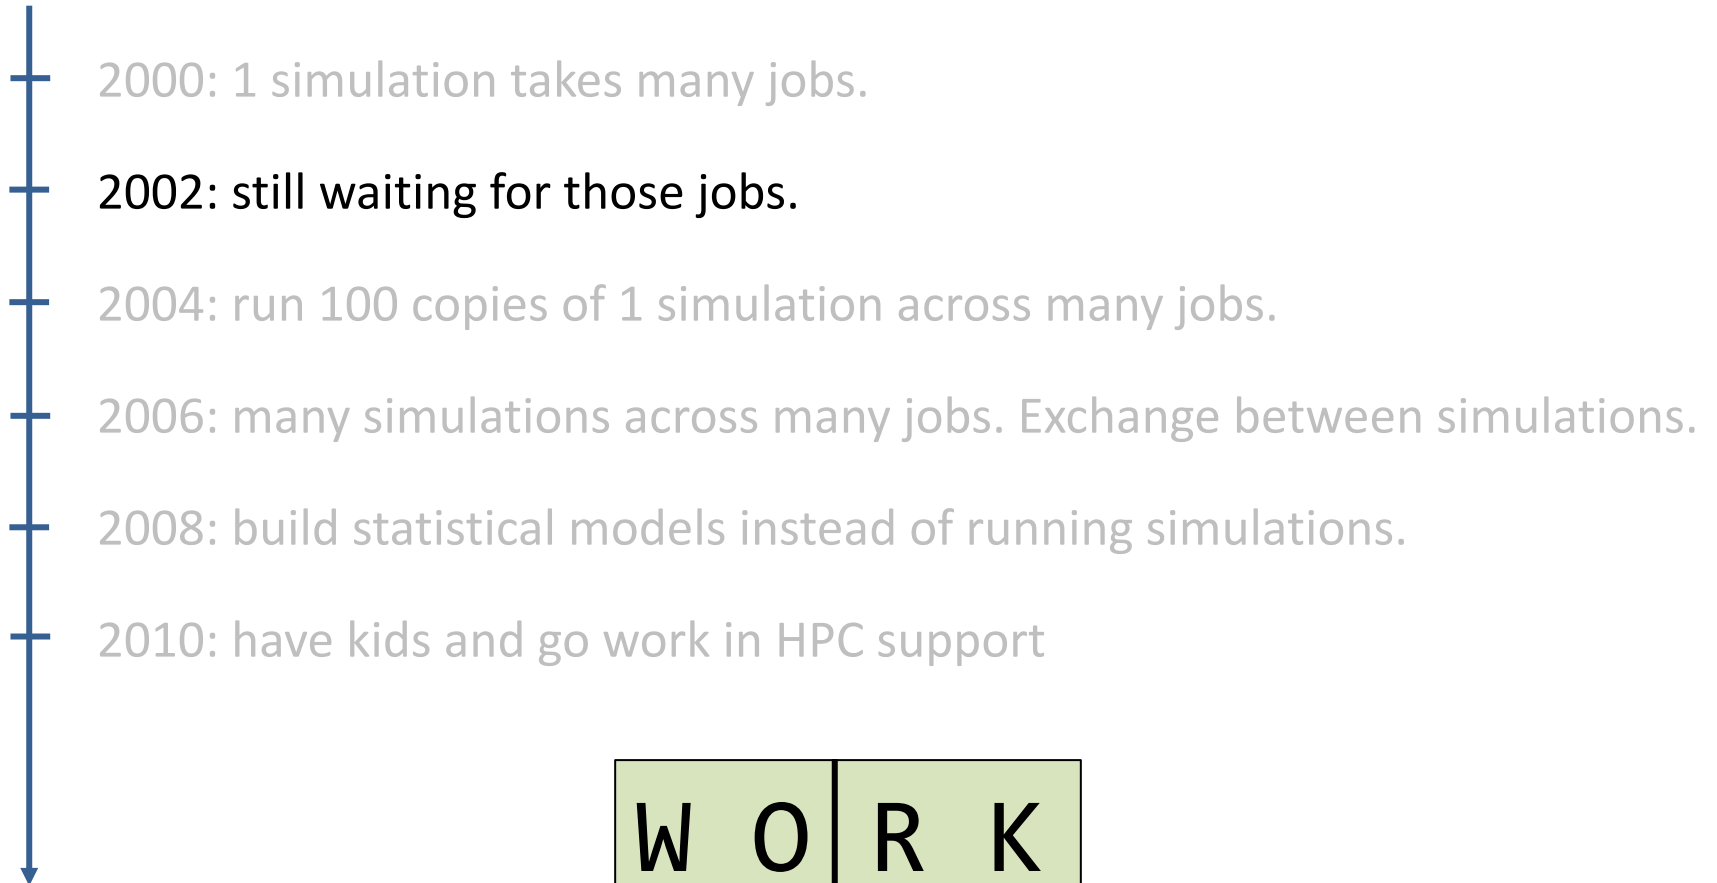 2000: 1 simulation takes many jobs.
2002: still waiting for those jobs.
2004: run 100 copies of 1 simulation across many jobs.
2006: many simulations across many jobs. Exchange between simulations.
2008: build statistical models instead of running simulations.
2010: have kids and go work in HPC support
W O R K